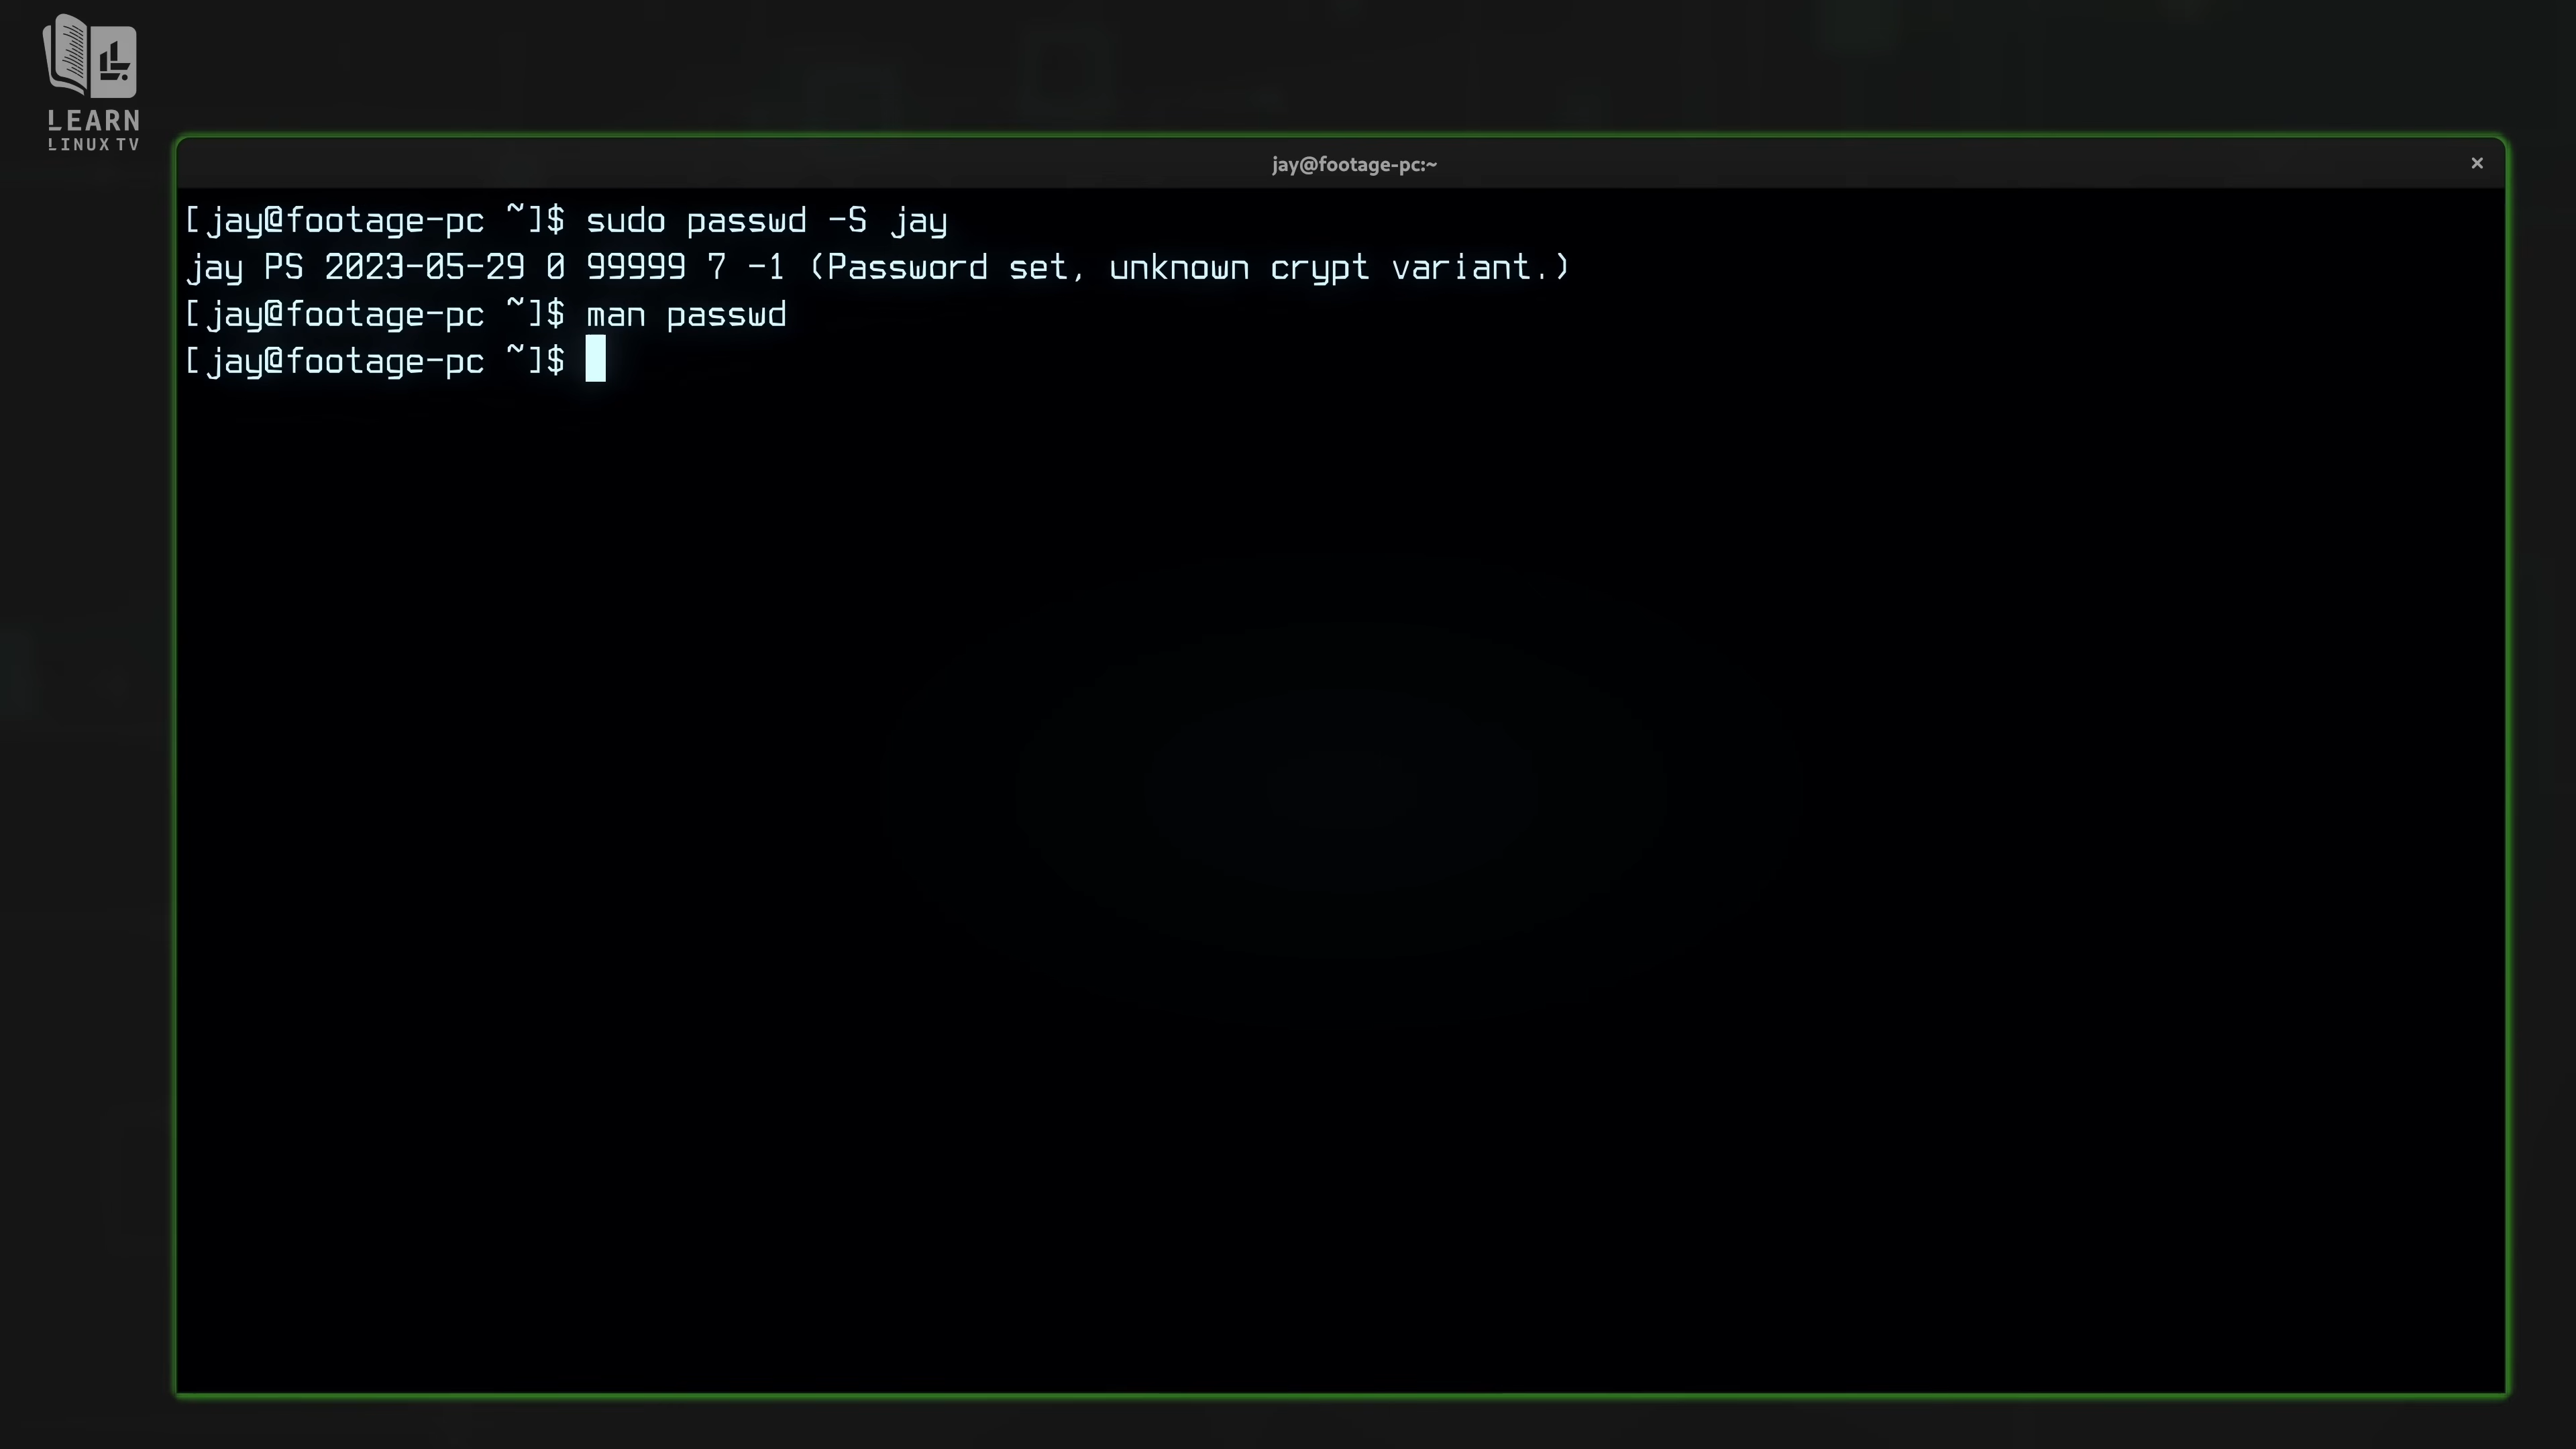 LEARN
LINUX TV
jay@footage-pc:~
[jay@footage-pc ~]$ sudo passwd -S jay
jay PS 2023-05-29 0 99999 7 -1 (Password set, unknown crypt variant.)
[jay@footage-pc ~]$ man passwd
[jay@footage-pc ~]$